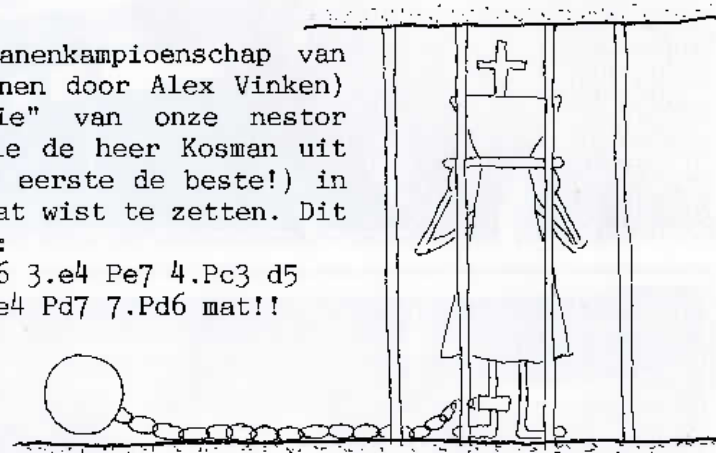 anenkampioenschap van
nen door Alex Vinken)
ie" van onze nestor
ie de heer Kosman uit
eerste de beste!) in
at wist te zetten. Dit
:
6 3.e4 Pe7 4.Pc3 d5
e4 Pd7 7.Pd6 mat!!